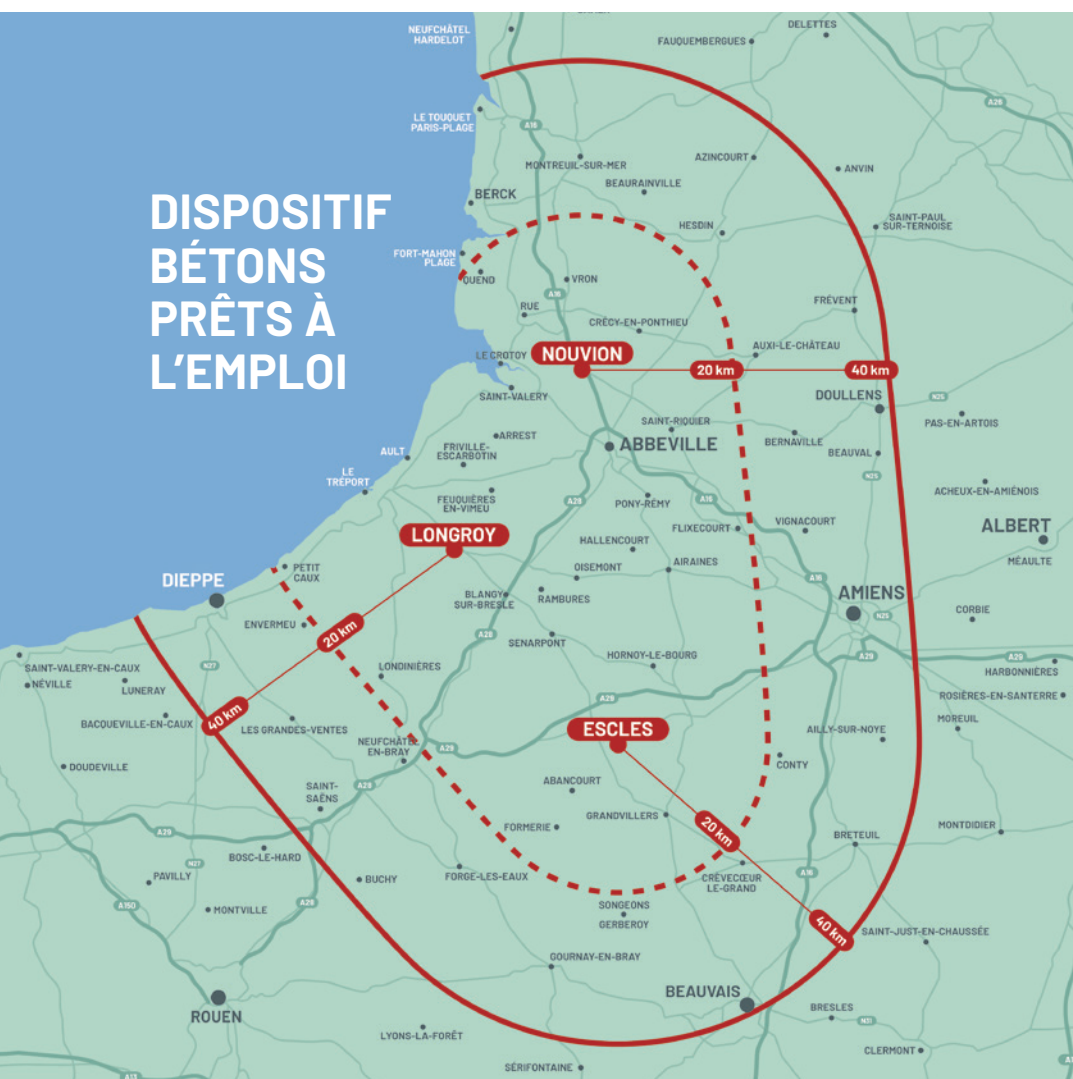 NEUFCHÂTEL
HARDELOT
DELETTES
FAUQUEMBERGUES
A26
LE TOUQUET
PARIS-PLAGE
A16
MONTREUIL-SUR-MER
AZINCOURT
ANVIN
BEAURAINVILLE
BERCK
DISPOSITIF
BÉTONS
PRÊTS À
L'EMPLOI
HESDIN
SAINT-PAUL
SUR-TERNOISE
FORT-MAHON
PLAGE
QUEND
VRON
A16
RUE
FRÉVENT
CRÉCY-EN-PONTHIEU
AUXI-LE-CHÂTEAU
LE CROTOY
NOUVION
20 km
40 km
SAINT-VALERY
DOULLENS
N25
PAS-EN-ARTOIS
SAINT-RIQUIER
ARREST
ABBEVILLE
BERNAVILLE
FRIVILLE-
ESCARBOTIN
AULT
BEAUVAL
LE
TRÉPORT
N25
ACHEUX-EN-AMIÉNOIS
FEUQUIÈRES
EN-VIMEU
A28
PONY-RÉMY
A16
LONGROY
FLIXECOURT
VIGNACOURT
ALBERT
HALLENCOURT
MÉAULTE
PETIT
CAUX
OISEMONT
AIRAINES
DIEPPE
A16
BLANGY
SUR-BRESLE
RAMBURES
AMIENS
CORBIE
N25
ENVERMEU
20 km
A28
SENARPONT
HORNOY-LE-BOURG
A29
A29
SAINT-VALERY-EN-CAUX
N27
LONDINIÈRES
HARBONNIÈRES
NÉVILLE
LUNERAY
A29
ROSIÈRES-EN-SANTERRE
40 km
BACQUEVILLE-EN-CAUX
LES GRANDES-VENTES
ESCLES
AILLY-SUR-NOYE
MOREUIL
NEUFCHÂTEL
EN-BRAY
A29
CONTY
DOUDEVILLE
SAINT-
SAËNS
A28
ABANCOURT
GRANDVILLERS
20 km
A29
FORMERIE
BRETEUIL
MONTDIDIER
BOSC-LE-HARD
N27
PAVILLY
BUCHY
FORGE-LES-EAUX
CRÈVECŒUR
LE-GRAND
A16
A150
MONTVILLE
A28
SONGEONS
GERBEROY
40 km
SAINT-JUST-EN-CHAUSSÉE
GOURNAY-EN-BRAY
BEAUVAIS
ROUEN
BRESLES
N31
LYONS-LA-FORÊT
CLERMONT
SÉRIFONTAINE
A13